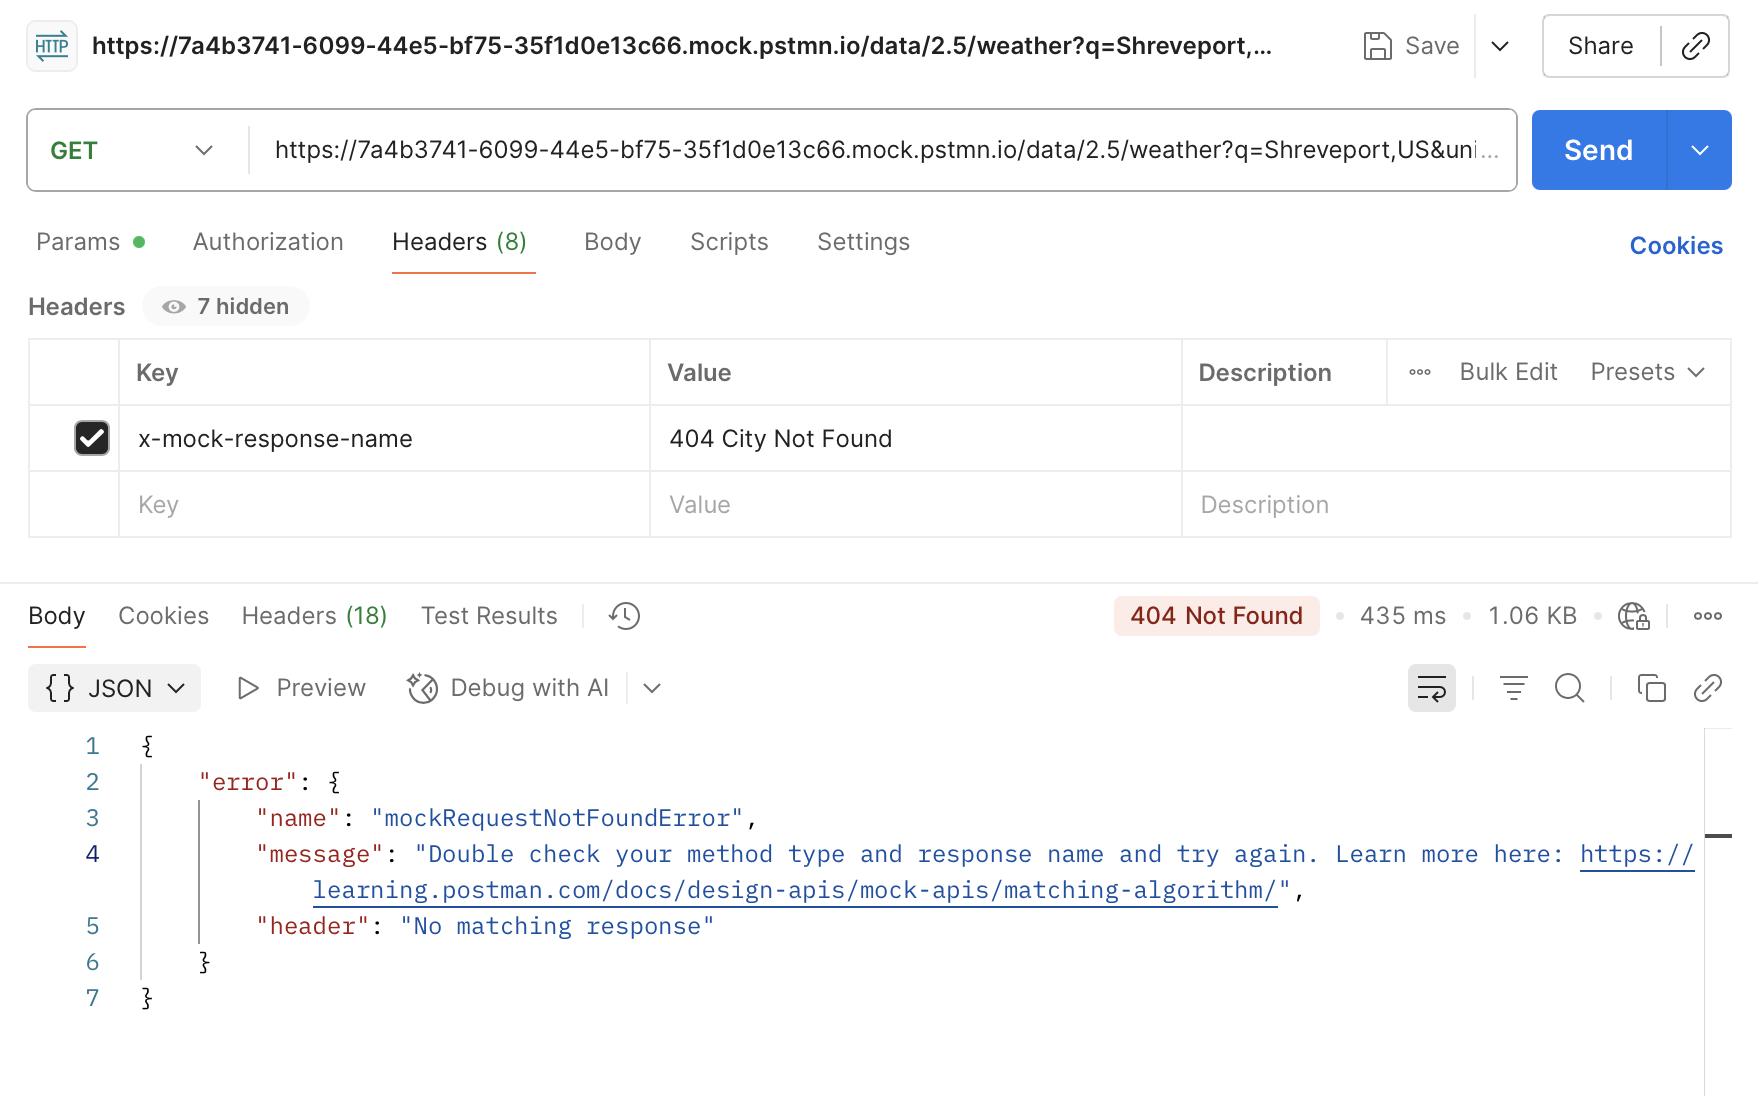 HTTP https://7a4b3741-6099-44e5-bf75-35f1d0e13c66.mock.pstmn.io/data/2.5/weather?q=Shreveport,... Save Share
GET https://7a4b3741-6099-44e5-bf75-35f1d0e13c66.mock.pstmn.io/data/2.5/weather?q=Shreveport,US&uni... Send
Params Authorization Headers (8) Body Scripts Settings Cookies
Headers 7 hidden
Key Value Description Bulk Edit Presets
x-mock-response-name 404 City Not Found
Key Value Description
Body Cookies Headers (18) Test Results 404 Not Found 435 ms 1.06 KB
{} JSON Preview Debug with AI
1 {
2 "error": {
3 "name": "mockRequestNotFoundError",
4 "message": "Double check your method type and response name and try again. Learn more here: https://
learning.postman.com/docs/design-apis/mock-apis/matching-algorithm/",
5 "header": "No matching response"
6 }
7 }